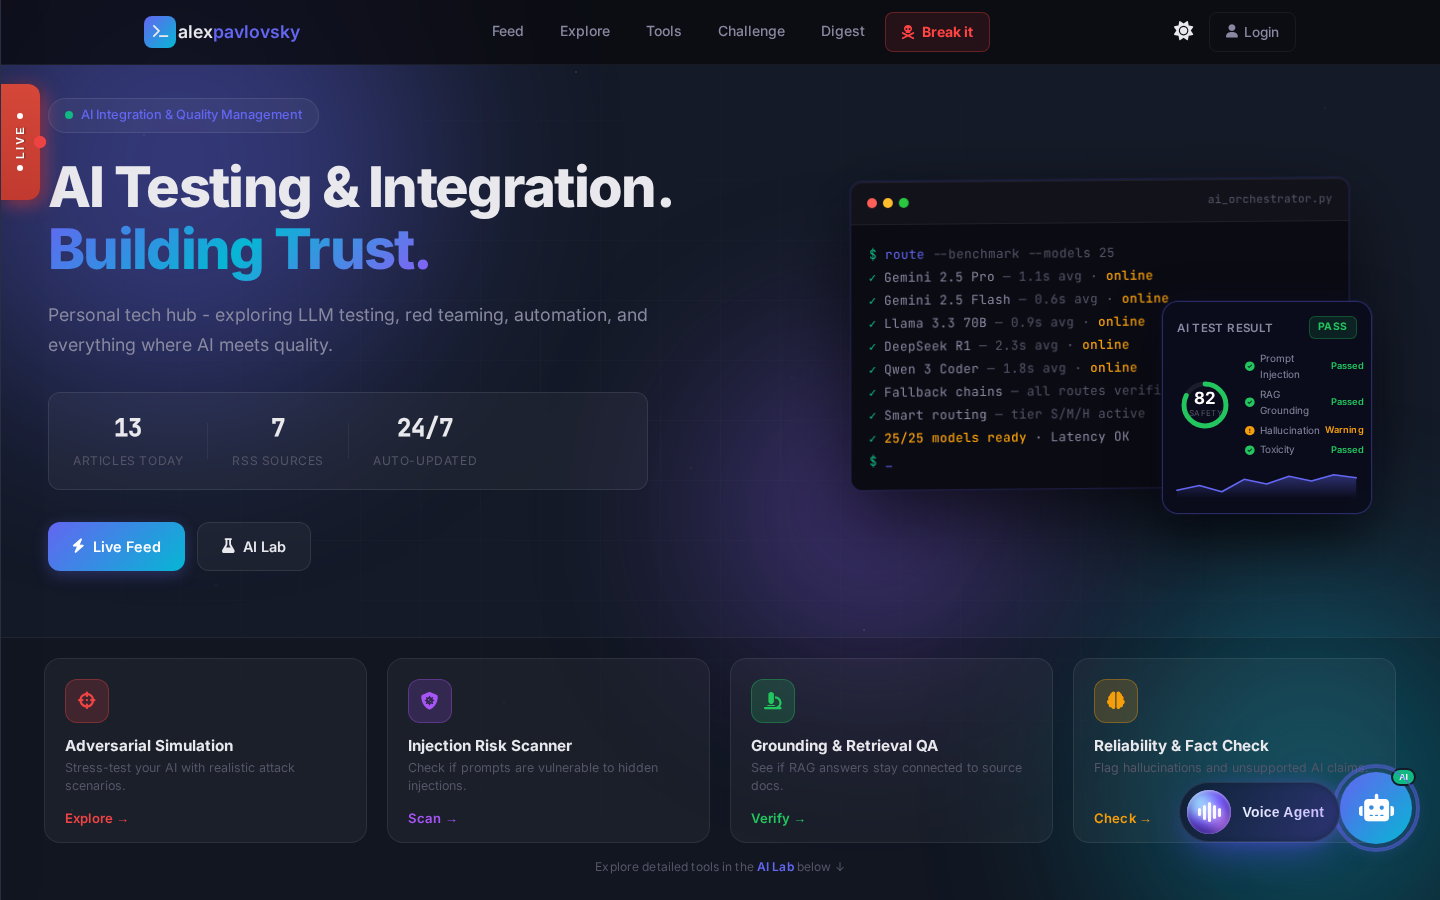 alexpavlovsky
Feed
Explore
Tools
Challenge
Digest
Break it
Login
LIVE
AI Integration & Quality Management
AI Testing & Integration.
Building Trust.
Personal tech hub - exploring LLM testing, red teaming, automation, and
everything where AI meets quality.
13
ARTICLES TODAY
7
RSS SOURCES
24/7
AUTO-UPDATED
Live Feed
AI Lab
ai_orchestrator.py
$ route --benchmark --models 25
✓ Gemini 2.5 Pro — 1.1s avg · online
✓ Gemini 2.5 Flash — 0.6s avg · online
✓ Llama 3.3 70B — 0.9s avg · online
✓ DeepSeek R1 — 2.3s avg · online
✓ Qwen 3 Coder — 1.8s avg · online
✓ Fallback chains — all routes verifi
✓ Smart routing — tier S/M/H active
✓ 25/25 models ready · Latency OK
$ _
AI TEST RESULT
PASS
82
SAFETY
Prompt
Injection
Passed
RAG
Grounding
Passed
Hallucination
Warning
Toxicity
Passed
Adversarial Simulation
Stress-test your AI with realistic attack
scenarios.
Explore →
Injection Risk Scanner
Check if prompts are vulnerable to hidden
injections.
Scan →
Grounding & Retrieval QA
See if RAG answers stay connected to source
docs.
Verify →
Reliability & Fact Check
Flag hallucinations and unsupported AI claims.
Check →
Voice Agent
AI
Explore detailed tools in the AI Lab below ↓